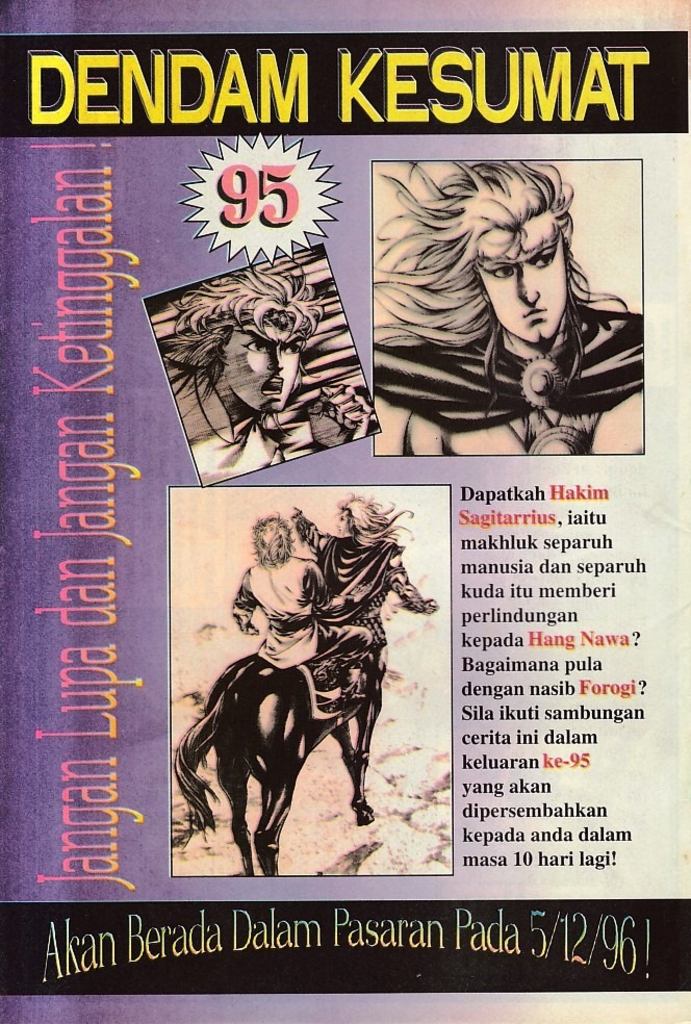 DENDAM KESUMAT
95
Jangan Lupa dan Jangan Ketinggalan !
Dapatkah Hakim
Sagitarrius, iaitu
makhluk separuh
manusia dan separuh
kuda itu memberi
perlindungan
kepada Hang Nawa?
Bagaimana pula
dengan nasib Forogi?
Sila ikuti sambungan
cerita ini dalam
keluaran ke-95
yang akan
dipersembahkan
kepada anda dalam
masa 10 hari lagi!
Akan Berada Dalam Pasaran Pada 5/12/96 !